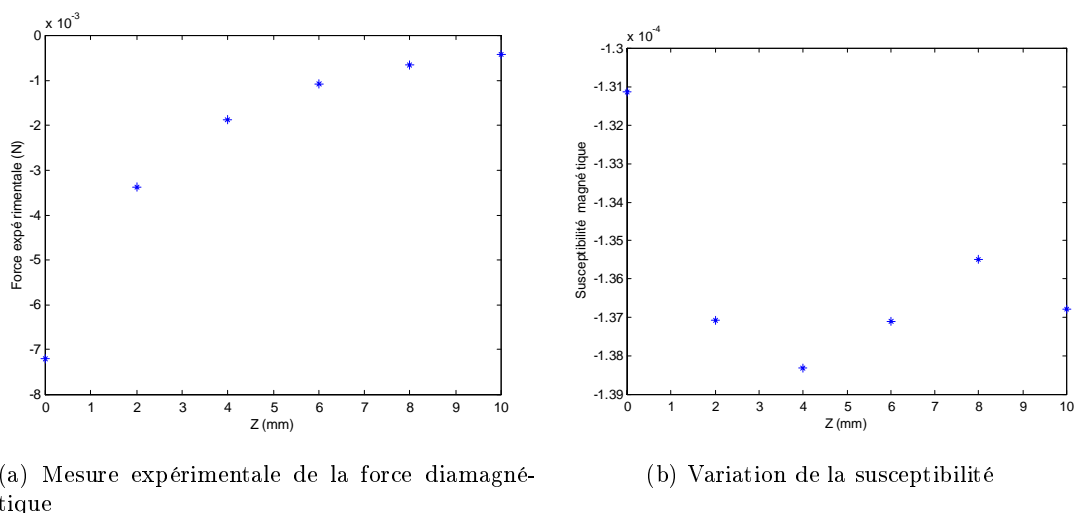 x 10⁻³
0
-1
-2
-3
-4
-5
-6
-7
-8
0 1 2 3 4 5 6 7 8 9 10
Z (mm)
Force expé rimentale (N)
x 10⁻⁴
-1.3
-1.31
-1.32
-1.33
-1.34
-1.35
-1.36
-1.37
-1.38
-1.39
0 1 2 3 4 5 6 7 8 9 10
Z (mm)
Susceptibilité magné tique
(a) Mesure expérimentale de la force diamagné-
tique
(b) Variation de la susceptibilité